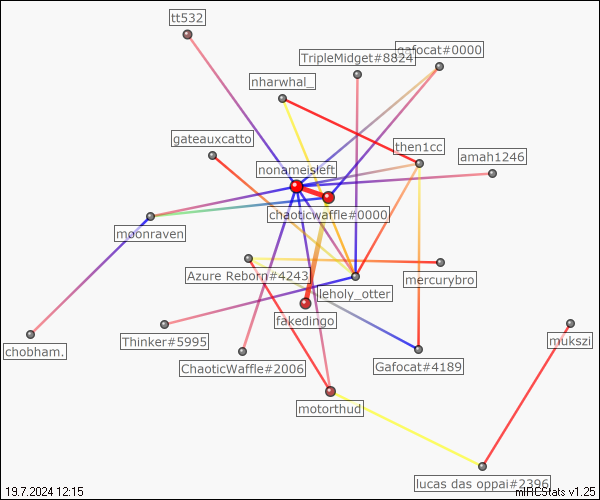 tt532
gafocat#0000
TripleMidget#8824
nharwhal_
gateauxcatto
then1cc
amah1246
nonameisleft
chaoticwaffle#0000
moonraven
Azure Reborn#4243
mercurybro
leholy_otter
fakedingo
Thinker#5995
mukszi
chobham.
ChaoticWaffle#2006
Gafocat#4189
motorthud
lucas das oppai#2396
19.7.2024 12:15
mIRCStats v1.25